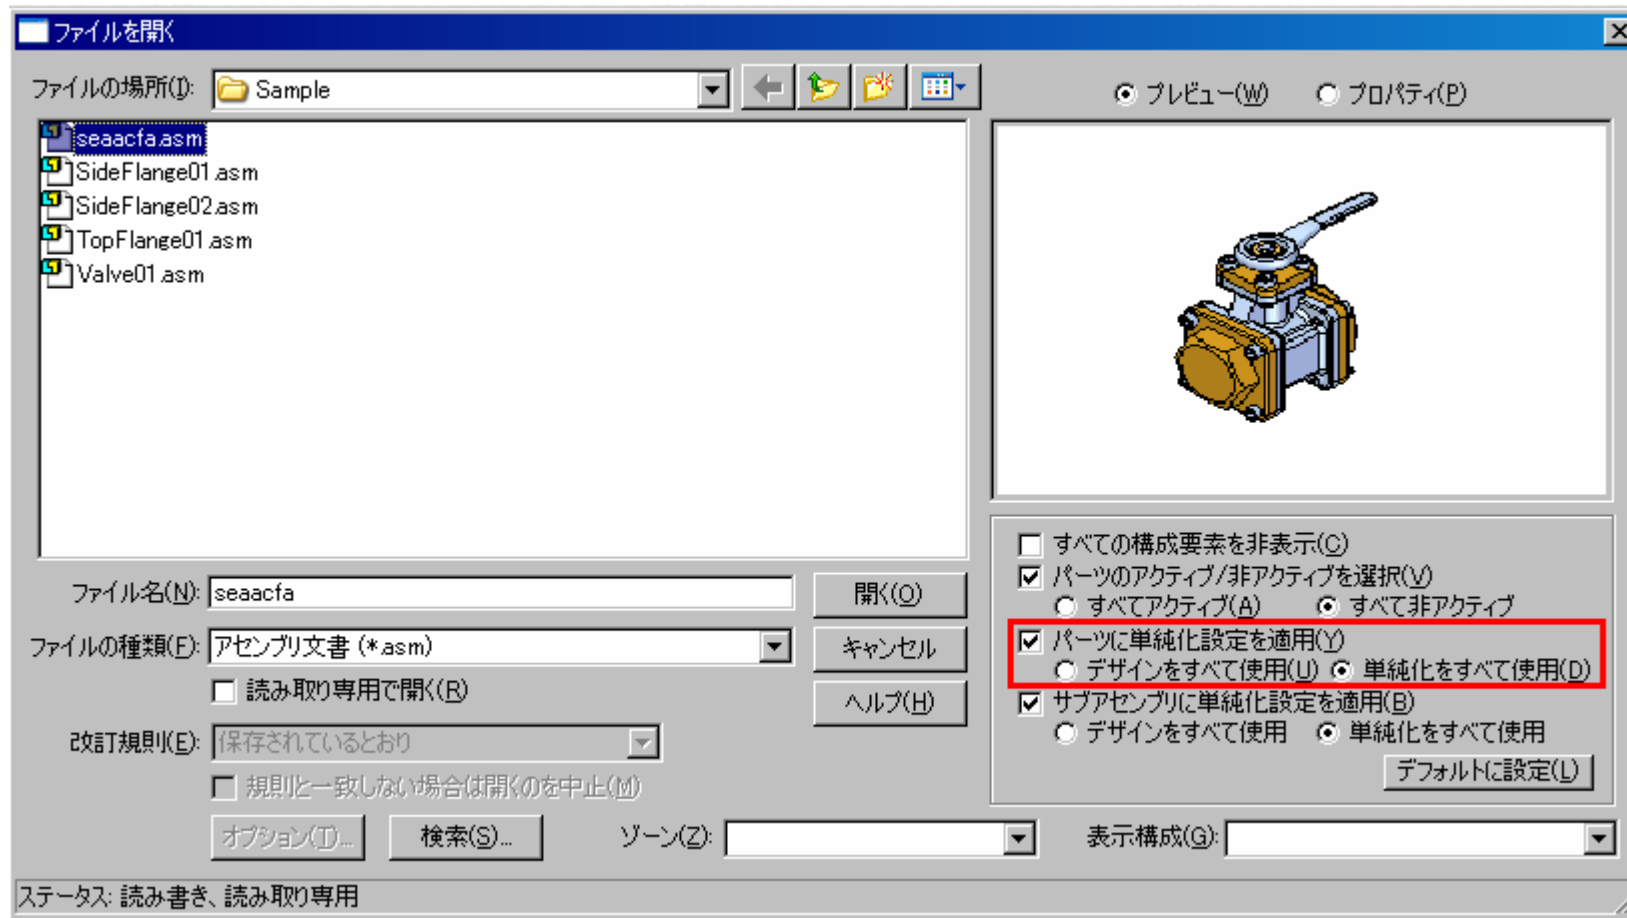 ファイルを開く
ファイルの場所(I): Sample
プレビュー(W) プロパティ(P)
seaacfa.asm
SideFlange01.asm
SideFlange02.asm
TopFlange01.asm
Valve01.asm
ファイル名(N): seaacfa 開く(O)
ファイルの種類(F): アセンブリ文書 (*.asm) キャンセル
読み取り専用で開く(R) ヘルプ(H)
改訂規則(E): 保存されているとおり
規則と一致しない場合は開くのを中止(M)
すべての構成要素を非表示(C)
パーツのアクティブ/非アクティブを選択(V)
すべてアクティブ(A) すべて非アクティブ
パーツに単純化設定を適用(Y)
デザインをすべて使用(U) 単純化をすべて使用(D)
サブアセンブリに単純化設定を適用(B)
デザインをすべて使用 単純化をすべて使用
デフォルトに設定(L)
オプション(T)... 検索(S)... ゾーン(Z): 表示構成(G):
ステータス: 読み書き、読み取り専用